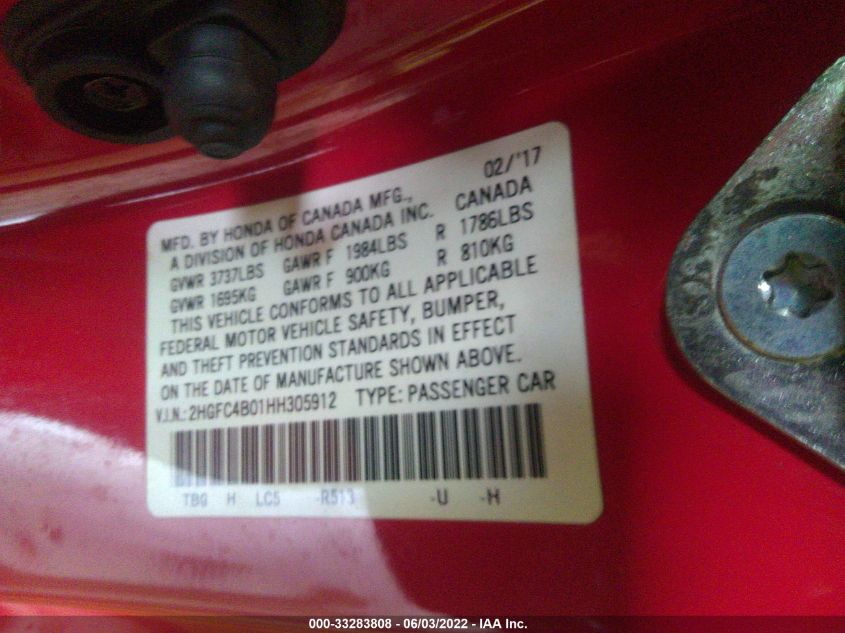 02/'17
MFD. BY HONDA OF CANADA MFG.,
A DIVISION OF HONDA CANADA INC. CANADA
GVWR 3737LBS GAWR F 1984LBS R 1786LBS
GVWR 1695KG GAWR F 900KG R 810KG
THIS VEHICLE CONFORMS TO ALL APPLICABLE
FEDERAL MOTOR VEHICLE SAFETY, BUMPER,
AND THEFT PREVENTION STANDARDS IN EFFECT
ON THE DATE OF MANUFACTURE SHOWN ABOVE.
V.I.N.: 2HGFC4B01HH305912 TYPE: PASSENGER CAR
TBG H LC5 -R513 -U -H
000-33283808 - 06/03/2022 - IAA Inc.